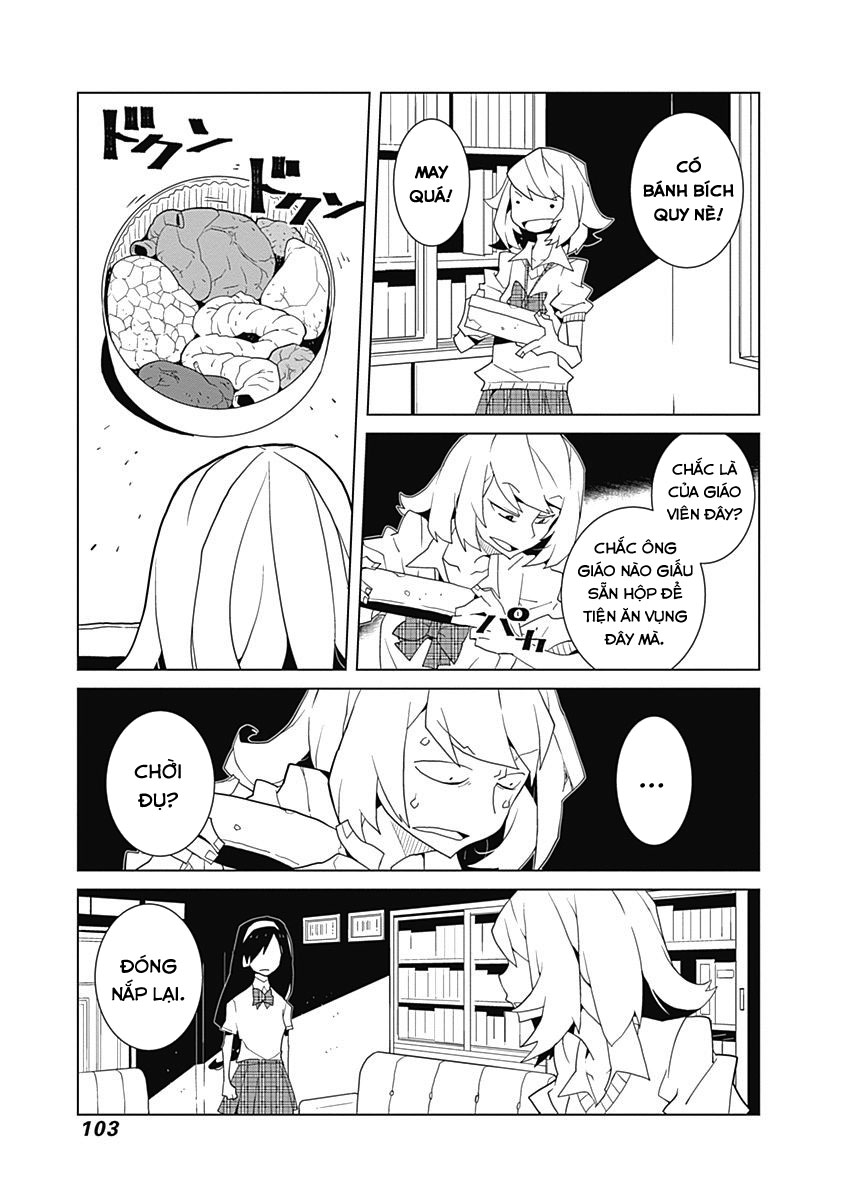 CÓ
BÁNH BÍCH
QUY NÈ!
MAY
QUÁ!
CHẮC LÀ
CỦA GIÁO
VIÊN ĐÂY?
CHẮC ÔNG
GIÁO NÀO GIẤU
SẴN HỘP ĐỂ
TIỆN ĂN VỤNG
ĐÂY MÀ.
パカ
ドクン
ドクン
...
CHỜI
ĐỤ?
ĐÓNG
NẮP LẠI.
103